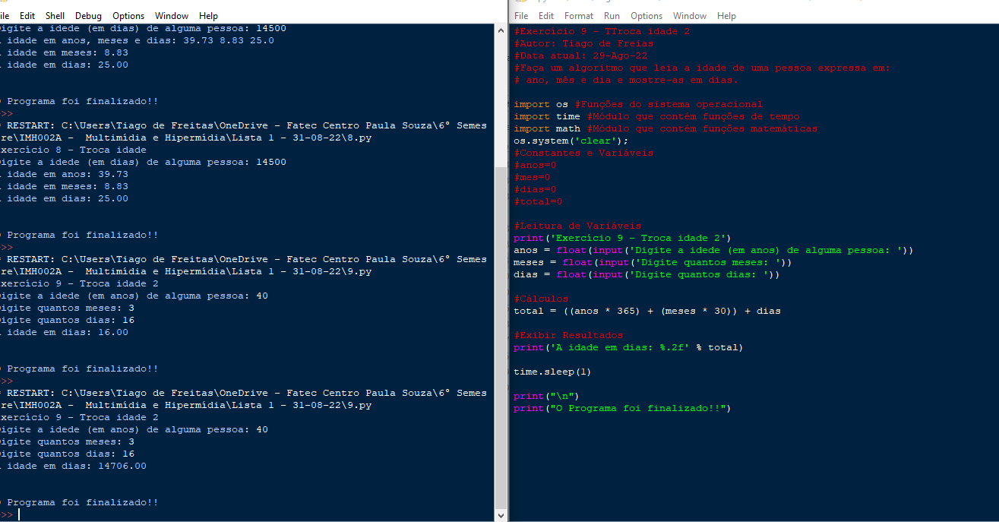 ile Edit Shell Debug Options Window Help
igite a idede (em dias) de alguma pessoa: 14500
idade em anos, meses e dias: 39.73 8.83 25.0
idade em meses: 8.83
idade em dias: 25.00
Programa foi finalizado!!
>>
RESTART: C:\Users\Tiago de Freitas\OneDrive - Fatec Centro Paula Souza\6° Semes
re\IMH002A -  Multimídia e Hipermídia\Lista 1 - 31-08-22\8.py
xercício 8 - Troca idade
igite a idede (em dias) de alguma pessoa: 14500
idade em anos: 39.73
idade em meses: 8.83
idade em dias: 25.00
Programa foi finalizado!!
>>
RESTART: C:\Users\Tiago de Freitas\OneDrive - Fatec Centro Paula Souza\6° Semes
re\IMH002A -  Multimídia e Hipermídia\Lista 1 - 31-08-22\9.py
xercício 9 - Troca idade 2
igite a idede (em anos) de alguma pessoa: 40
igite quantos meses: 3
igite quantos dias: 16
idade em dias: 16.00
Programa foi finalizado!!
>>
RESTART: C:\Users\Tiago de Freitas\OneDrive - Fatec Centro Paula Souza\6° Semes
re\IMH002A -  Multimídia e Hipermídia\Lista 1 - 31-08-22\9.py
xercício 9 - Troca idade 2
igite a idede (em anos) de alguma pessoa: 40
igite quantos meses: 3
igite quantos dias: 16
idade em dias: 14706.00
Programa foi finalizado!!
>>
File Edit Format Run Options Window Help
#Exercício 9 - TTroca idade 2
#Autor: Tiago de Freias
#Data atual: 29-Ago-22
#Faça um algoritmo que leia a idade de uma pessoa expressa em:
# ano, mês e dia e mostre-as em dias.
import os #Funções do sistema operacional
import time #Módulo que contém funções de tempo
import math #Módulo que contém funções matemáticas
os.system('clear');
#Constantes e Variáveis
#anos=0
#mes=0
#dias=0
#total=0
#Leitura de Variáveis
print('Exercício 9 - Troca idade 2')
anos = float(input('Digite a idede (em anos) de alguma pessoa: '))
meses = float(input('Digite quantos meses: '))
dias = float(input('Digite quantos dias: '))
#Cálculos
total = ((anos * 365) + (meses * 30)) + dias
#Exibir Resultados
print('A idade em dias: %.2f' % total)
time.sleep(1)
print("\n")
print("O Programa foi finalizado!!")